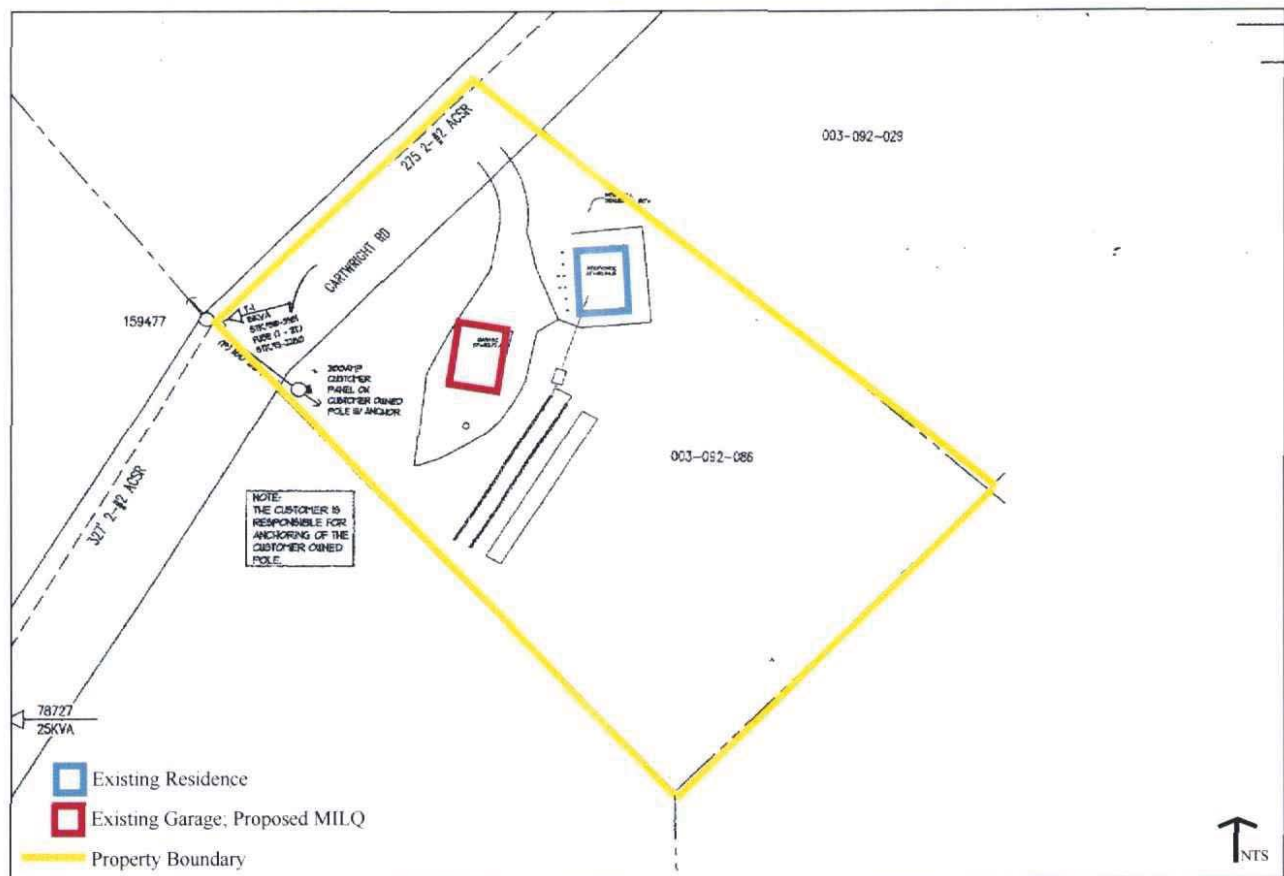 003-092-029
275 2-#2 ACSR
CARTWRIGHT RD
159477
FUSE
300AMP
CUSTOMER
PANEL ON
CUSTOMER OWNED
POLE W/ ANCHOR
003-092-086
327' 2-#2 ACSR
NOTE:
THE CUSTOMER IS
RESPONSIBLE FOR
ANCHORING OF THE
CUSTOMER OWNED
POLE.
78727
25KVA
Existing Residence
Existing Garage; Proposed MILQ
Property Boundary
NTS